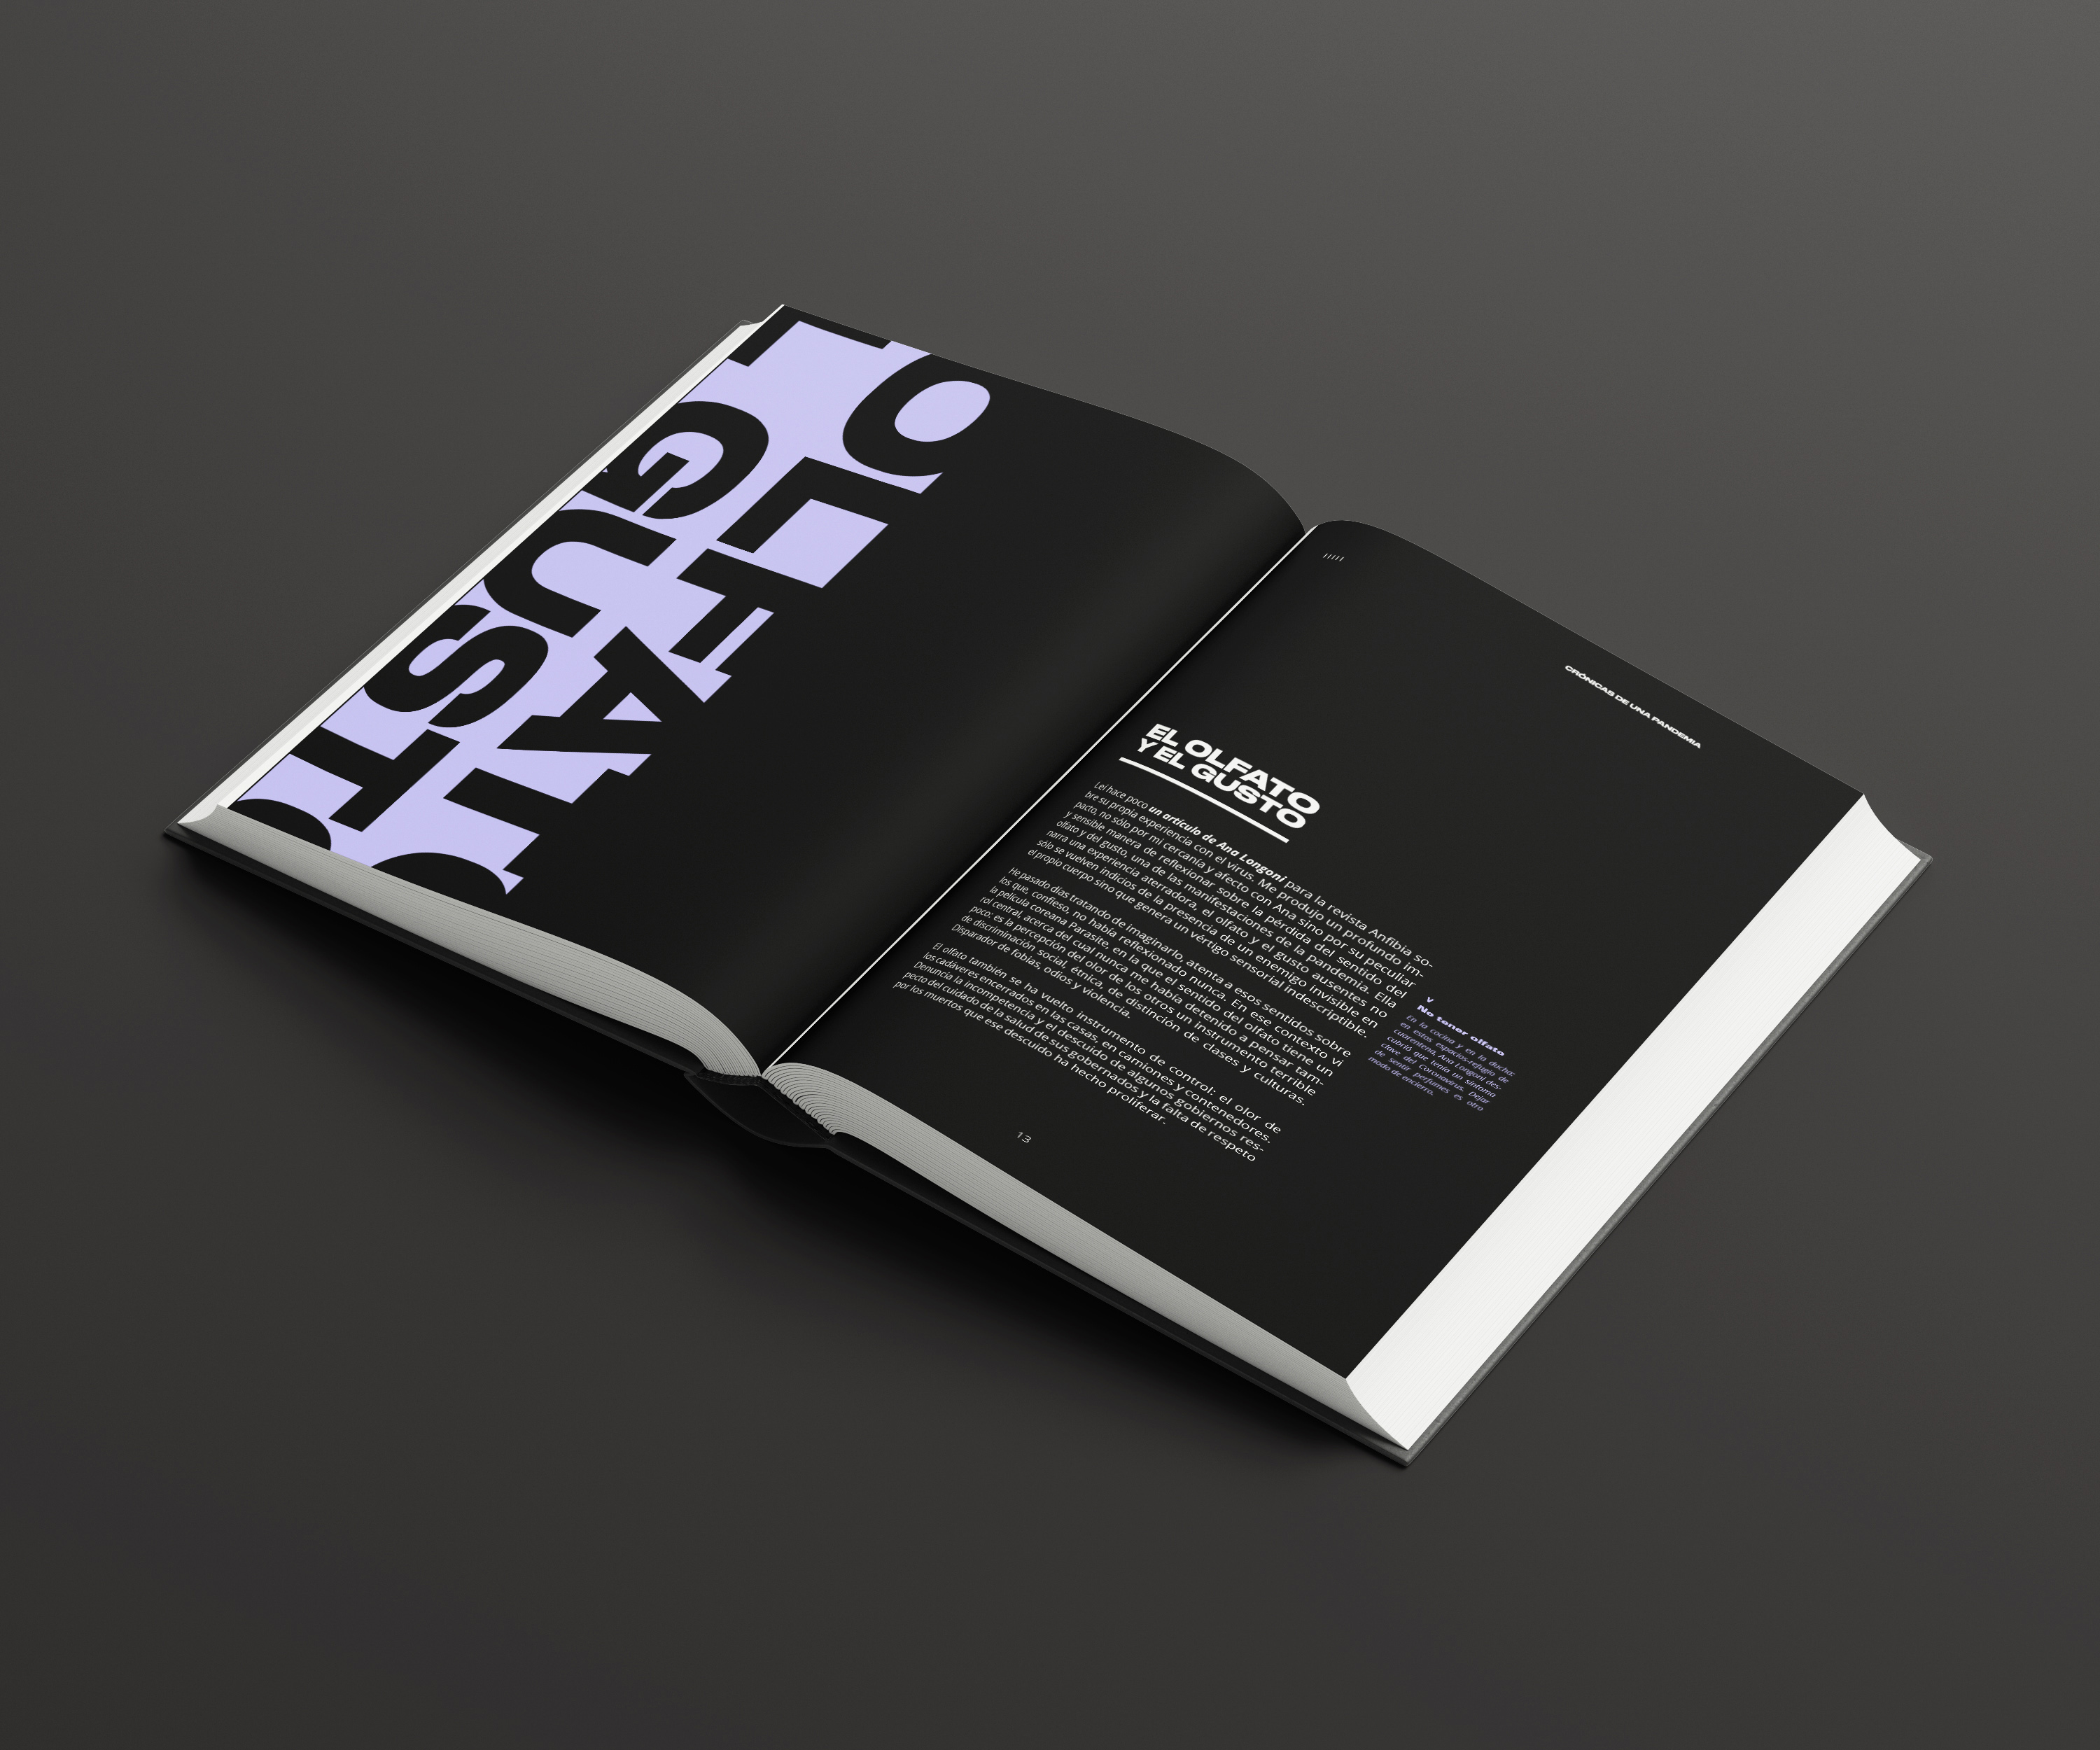 OLFATO
GUSTO
CRÓNICAS DE UNA PANDEMIA
EL OLFATO
Y EL GUSTO
Leí hace poco un artículo de Ana Longoni para la revista Anfibia so-
bre su propia experiencia con el virus. Me produjo un profundo im-
pacto, no sólo por mi cercanía y afecto con Ana sino por su peculiar
y sensible manera de reflexionar sobre la pérdida del sentido del
olfato y del gusto, una de las manifestaciones de la pandemia. Ella
narra una experiencia aterradora, el olfato y el gusto ausentes no
sólo se vuelven indicios de la presencia de un enemigo invisible en
el propio cuerpo sino que genera un vértigo sensorial indescriptible.
He pasado días tratando de imaginarlo, atenta a esos sentidos sobre
los que, confieso, no había reflexionado nunca. En ese contexto vi
la película coreana Parasite, en la que el sentido del olfato tiene un
rol central, acerca del cual nunca me había detenido a pensar tam-
poco: es la percepción del olor de los otros un instrumento terrible
de discriminación social, étnica, de distinción de clases y culturas.
Disparador de fobias, odios y violencia.
El olfato también se ha vuelto instrumento de control: el olor de
los cadáveres encerrados en las casas, en camiones y contenedores.
Denuncia la incompetencia y el descuido de algunos gobiernos res-
pecto del cuidado de la salud de sus gobernados y la falta de respeto
por los muertos que ese descuido ha hecho proliferar.
No tener olfato
En la cocina y en la ducha:
en estos espacios-refugio de
cuarentena, Ana Longoni des-
cubrió que tenía un síntoma
clave del Coronavirus. Dejar
de sentir perfumes es otro
modo de encierro.
13